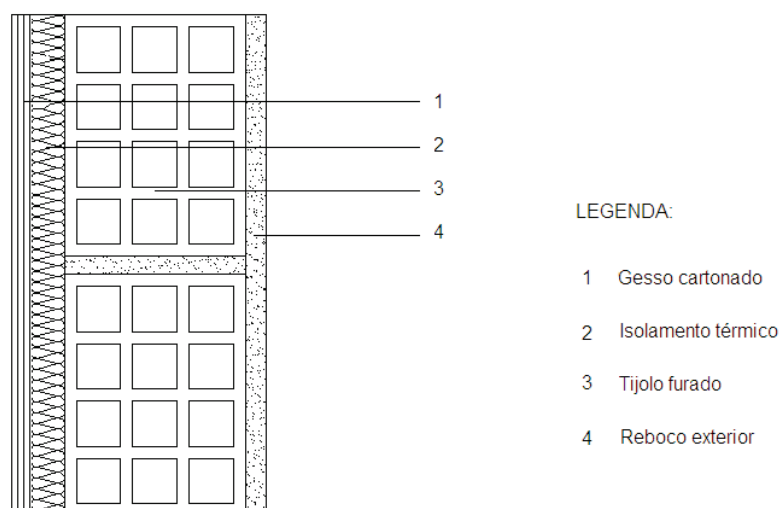 1
2
3
4
LEGENDA:
1 Gesso cartonado
2 Isolamento térmico
3 Tijolo furado
4 Reboco exterior